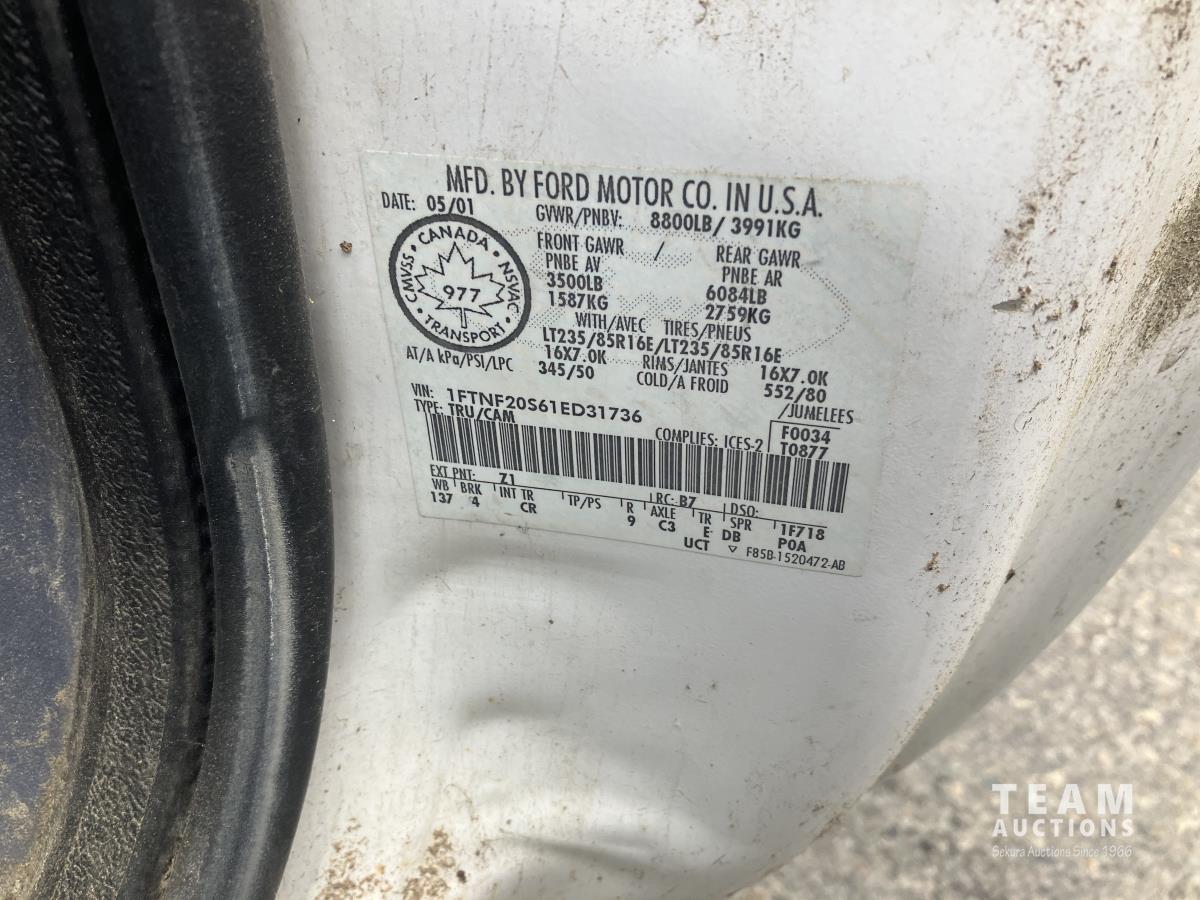 MFD. BY FORD MOTOR CO. IN U.S.A.
DATE: 05/01 GVWR/PNBV: 8800LB/ 3991KG
CANADA
CMVSS NSVAC
977
TRANSPORT
FRONT GAWR / REAR GAWR
PNBE AV PNBE AR
3500LB 6084LB
1587KG 2759KG
WITH/AVEC TIRES/PNEUS
LT235/85R16E/LT235/85R16E
16X7.0K RIMS/JANTES 16X7.0K
AT/A kPa/PSI/LPC 345/50 COLD/A FROID 552/80
/JUMELEES
VIN: 1FTNF20S61ED31736
TYPE: TRU/CAM COMPLIES: ICES-2 F0034
T0877
EXT PNT: Z1 RC: B7 DSO:
WB BRK INT TR TP/PS R AXLE TR SPR 1F718
137 4 CR 9 C3 E DB P0A
UCT ▽ F85B-1520472-AB
TEAM
AUCTIONS
Sekura Auctions Since 1966